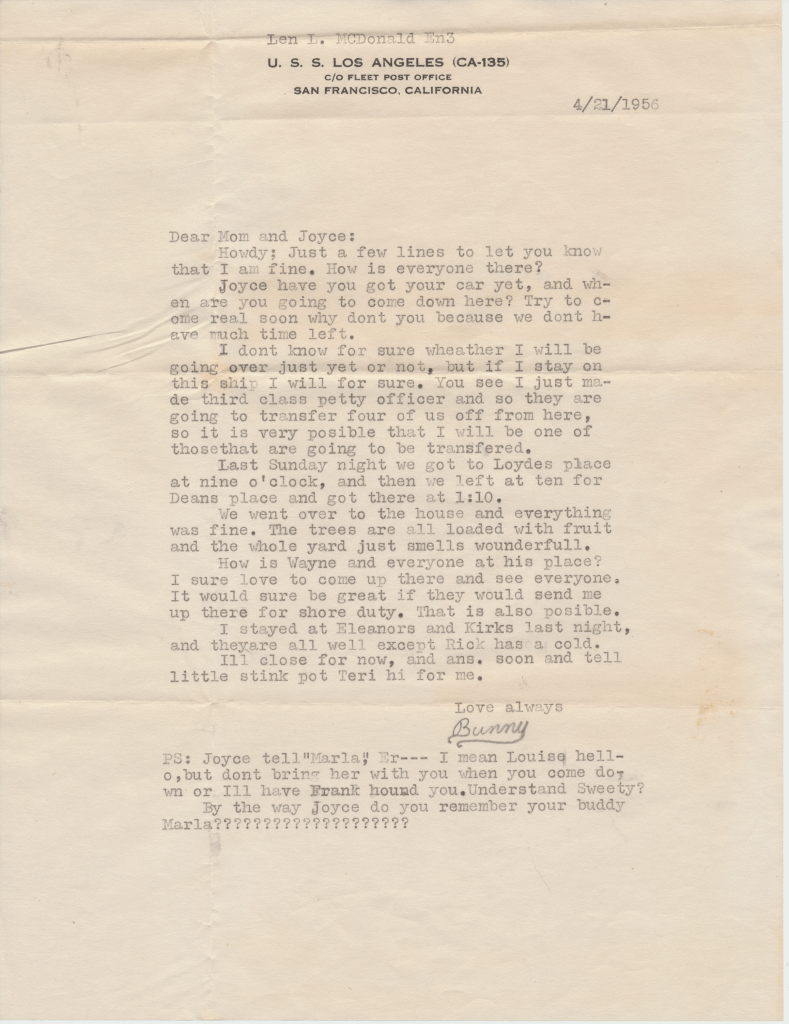 Len L. MCDonald En3
U. S. S. LOS ANGELES (CA-135)
C/O FLEET POST OFFICE
SAN FRANCISCO, CALIFORNIA
4/21/1956
Dear Mom and Joyce:
Howdy; Just a few lines to let you know
that I am fine. How is everyone there?
Joyce have you got your car yet, and wh-
en are you going to come down here? Try to c-
ome real soon why dont you because we dont h-
ave much time left.
I dont know for sure wheather I will be
going over just yet or not, but if I stay on
this ship I will for sure. You see I just ma-
de third class petty officer and so they are
going to transfer four of us off from here,
so it is very posible that I will be one of
thosethat are going to be transfered.
Last Sunday night we got to Loydes place
at nine o'clock, and then we left at ten for
Deans place and got there at 1:10.
We went over to the house and everything
was fine. The trees are all loaded with fruit
and the whole yard just smells wounderfull.
How is Wayne and everyone at his place?
I sure love to come up there and see everyone.
It would sure be great if they would send me
up there for shore duty. That is also posible.
I stayed at Eleanors and Kirks last night,
and theyare all well except Rick has a cold.
Ill close for now, and ans. soon and tell
little stink pot Teri hi for me.
Love always
Bunny
PS: Joyce tell"Marla", Er--- I mean Louise hell-
o,but dont bring her with you when you come do-
wn or Ill have Frank hound you.Understand Sweety?
By the way Joyce do you remember your buddy
Marla????????????????????